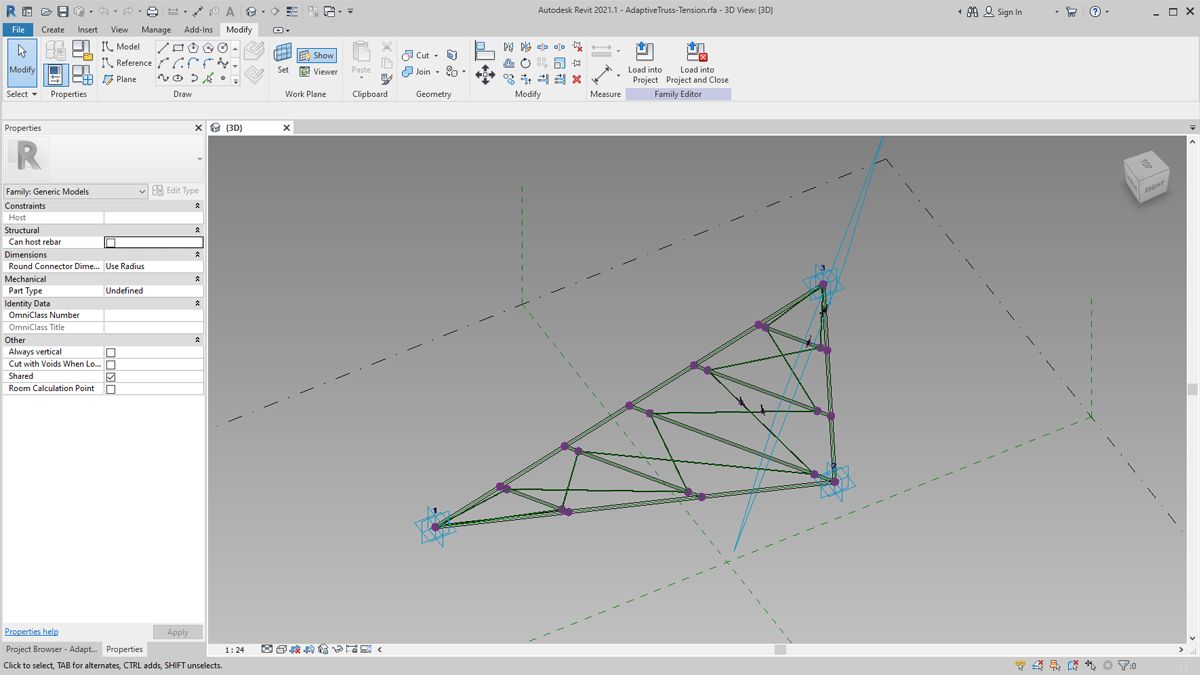 Autodesk Revit 2021.1 - AdaptiveTruss-Tension.rfa - 3D View: {3D}
Sign In
File Create Insert View Manage Add-Ins Modify
Modify
Model
Reference
Plane
Set
Show
Viewer
Paste
Cut
Join
Load into
Project
Load into
Project and Close
Select Properties Draw Work Plane Clipboard Geometry Modify Measure Family Editor
Properties
{3D}
R
Family: Generic Models
Edit Type
Constraints
Host
Structural
Can host rebar
Dimensions
Round Connector Dime... Use Radius
Mechanical
Part Type Undefined
Identity Data
OmniClass Number
OmniClass Title
Other
Always vertical
Cut with Voids When Lo...
Shared
Room Calculation Point
TOP
RIGHT
3
2
1
Properties help
Apply
Project Browser - Adapt... Properties
1 : 24
Click to select, TAB for alternates, CTRL adds, SHIFT unselects.
:0